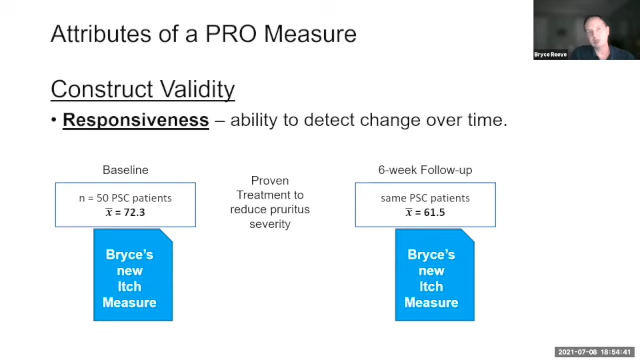 Attributes of a PRO Measure
Bryce Reeve
Construct Validity
• Responsiveness – ability to detect change over time.
Baseline
n = 50 PSC patients
x̅ = 72.3
Bryce's
new
Itch
Measure
Proven
Treatment to
reduce pruritus
severity
6-week Follow-up
same PSC patients
x̅ = 61.5
Bryce's
new
Itch
Measure
2021-07-08 18:54:41